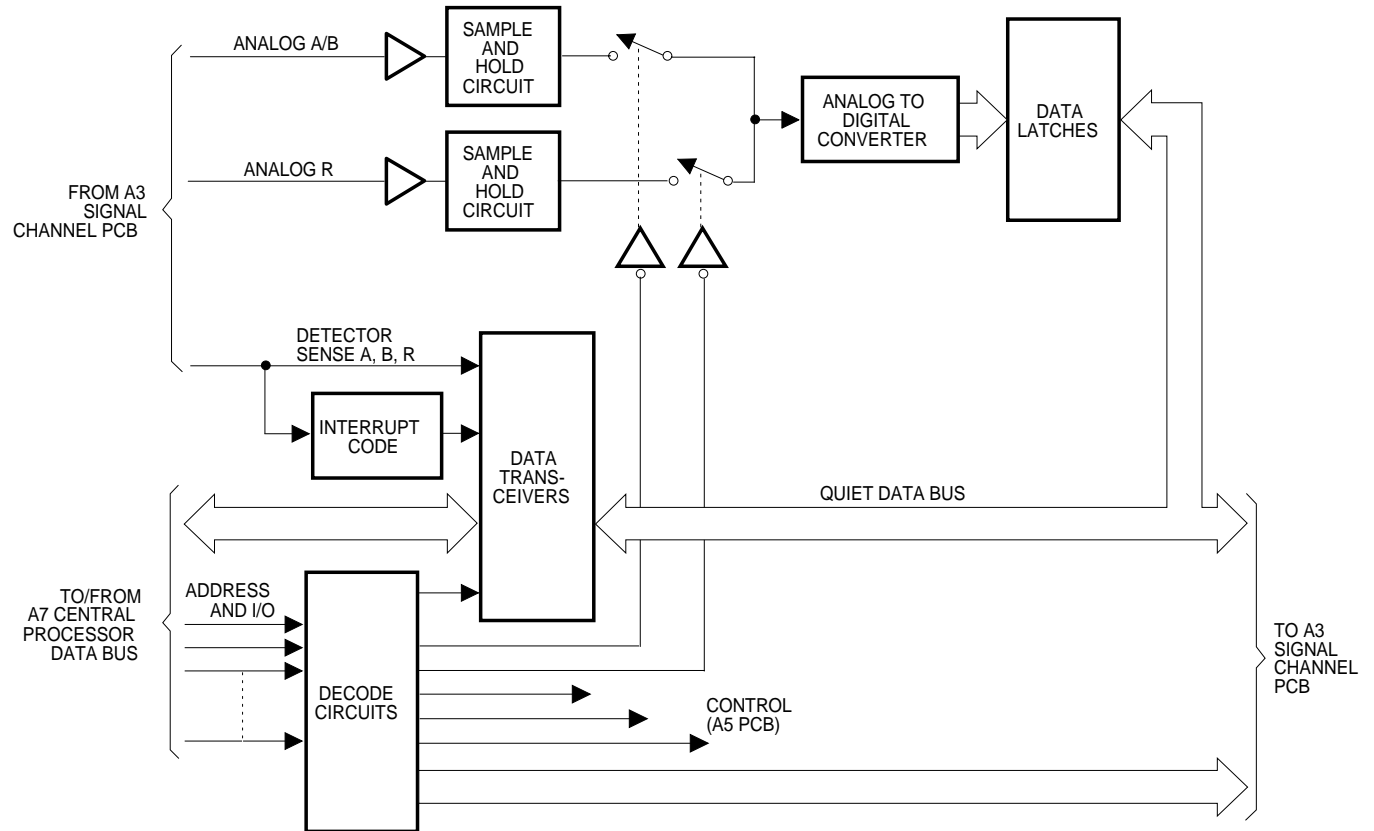 ANALOG A/B
SAMPLE
AND
HOLD
CIRCUIT
ANALOG TO
DIGITAL
CONVERTER
DATA
LATCHES
ANALOG R
SAMPLE
AND
HOLD
CIRCUIT
FROM A3
SIGNAL
CHANNEL PCB
DETECTOR
SENSE A, B, R
INTERRUPT
CODE
DATA
TRANS-
CEIVERS
QUIET DATA BUS
TO/FROM
A7 CENTRAL
PROCESSOR
DATA BUS
ADDRESS
AND I/O
DECODE
CIRCUITS
CONTROL
(A5 PCB)
TO A3
SIGNAL
CHANNEL
PCB